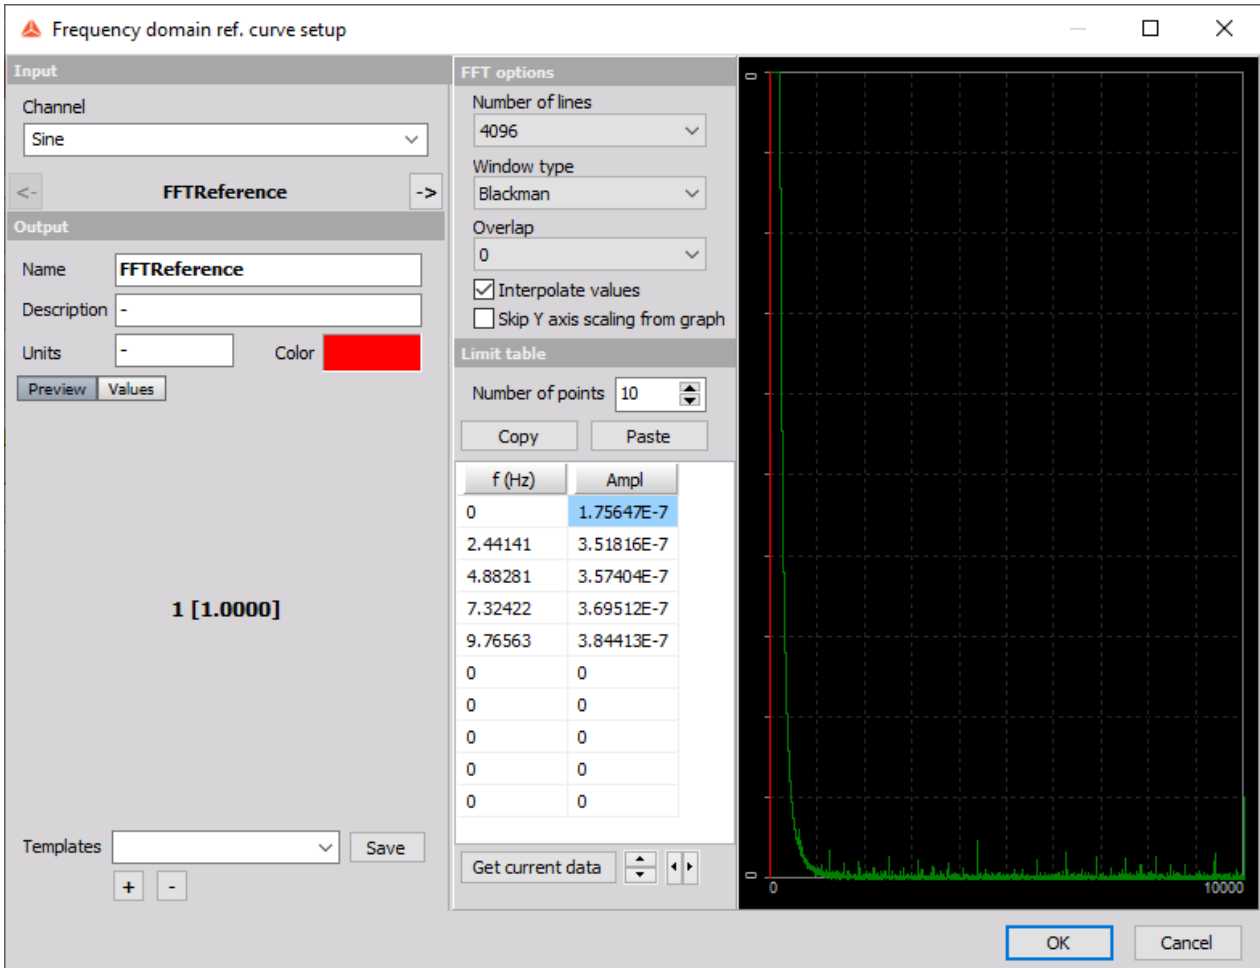 Frequency domain ref. curve setup
Input
Channel
Sine
<- FFTReference ->
Output
Name FFTReference
Description -
Units - Color
Preview Values
1 [1.0000]
Templates Save
+ -
FFT options
Number of lines
4096
Window type
Blackman
Overlap
0
Interpolate values
Skip Y axis scaling from graph
Limit table
Number of points 10
Copy Paste
f (Hz) Ampl
0 1.75647E-7
2.44141 3.51816E-7
4.88281 3.57404E-7
7.32422 3.69512E-7
9.76563 3.84413E-7
0 0
0 0
0 0
0 0
0 0
Get current data
0
0
0 10000
OK Cancel